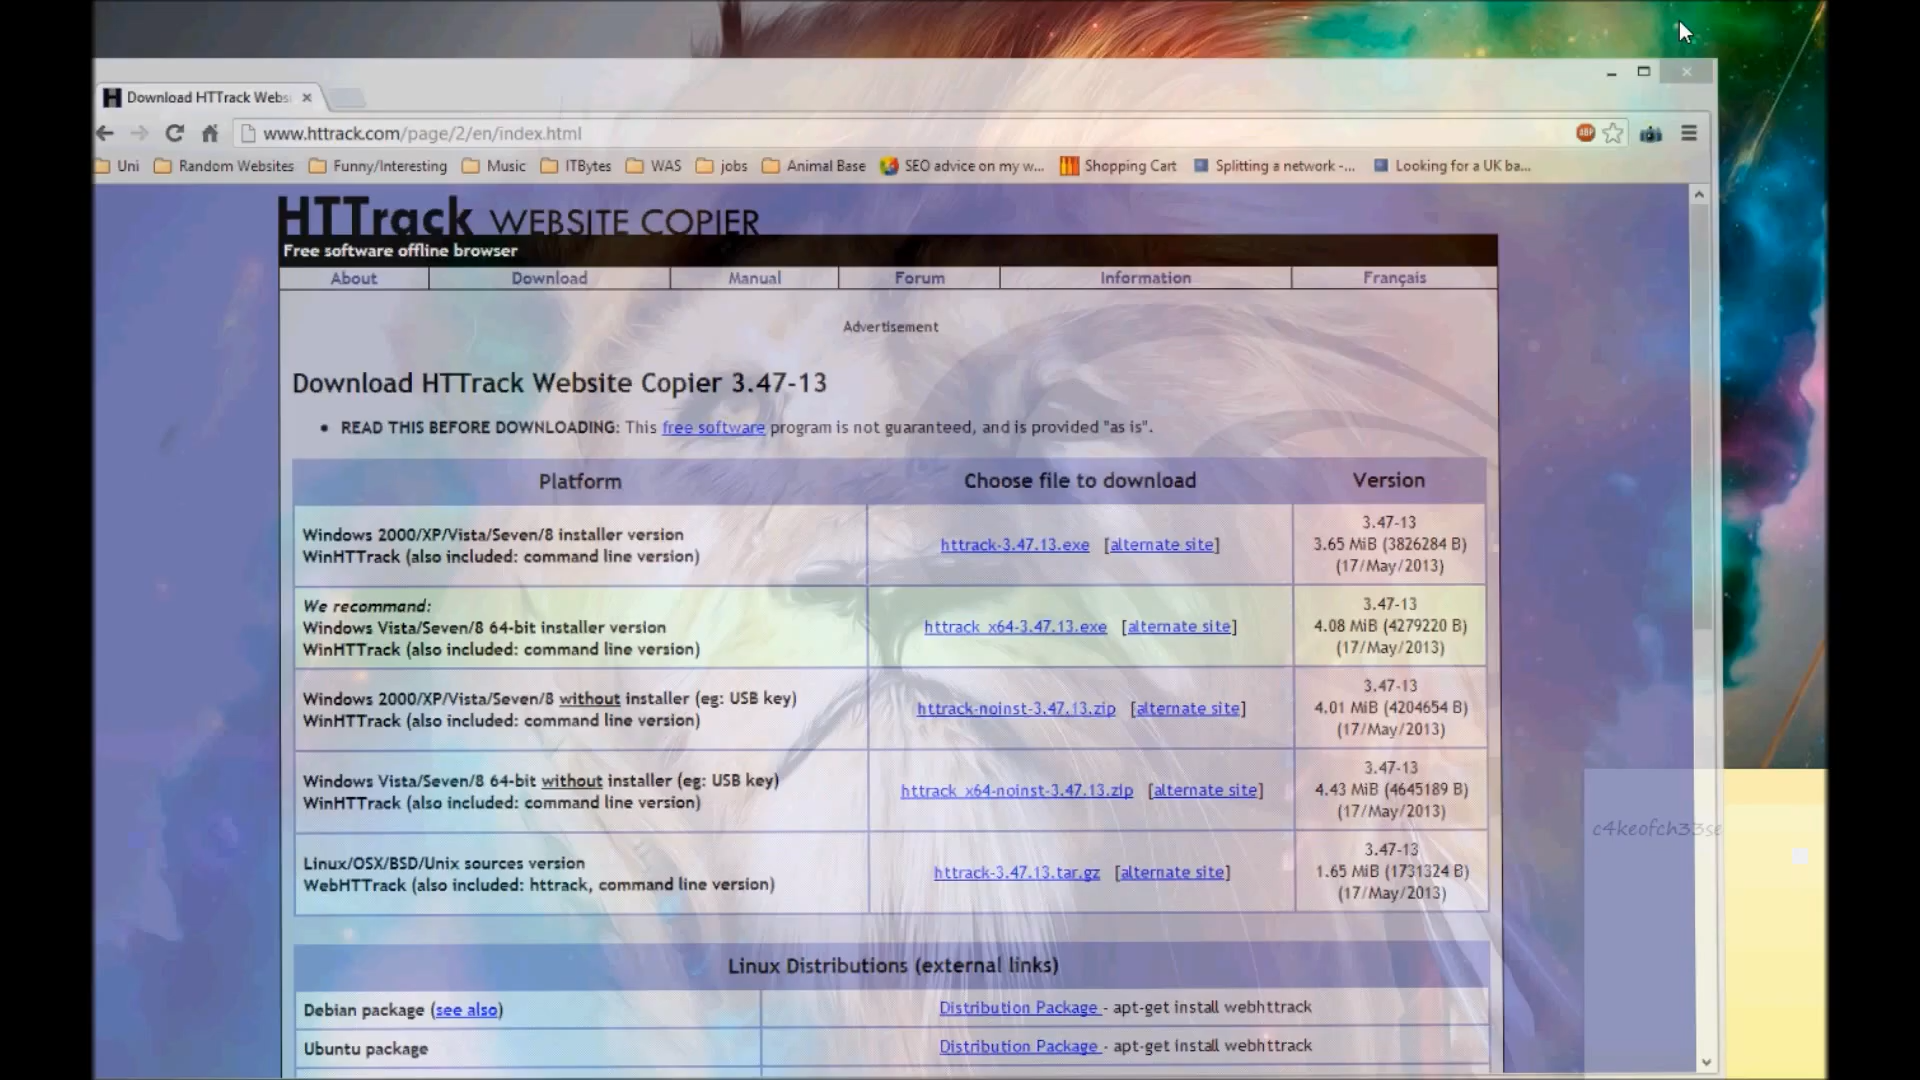 Download HTTrack Websi
www.httrack.com/page/2/en/index.html
ABP
Uni Random Websites Funny/Interesting Music ITBytes WAS jobs Animal Base SEO advice on my w... Shopping Cart Splitting a network -... Looking for a UK ba...
HTTrack WEBSITE COPIER
Free software offline browser
About Download Manual Forum Information Français
Advertisement
Download HTTrack Website Copier 3.47-13
• READ THIS BEFORE DOWNLOADING: This free software program is not guaranteed, and is provided "as is".
Platform Choose file to download Version
Windows 2000/XP/Vista/Seven/8 installer version
WinHTTrack (also included: command line version)
httrack-3.47.13.exe [alternate site]
3.47-13
3.65 MiB (3826284 B)
(17/May/2013)
We recommand:
Windows Vista/Seven/8 64-bit installer version
WinHTTrack (also included: command line version)
httrack_x64-3.47.13.exe [alternate site]
3.47-13
4.08 MiB (4279220 B)
(17/May/2013)
Windows 2000/XP/Vista/Seven/8 without installer (eg: USB key)
WinHTTrack (also included: command line version)
httrack-noinst-3.47.13.zip [alternate site]
3.47-13
4.01 MiB (4204654 B)
(17/May/2013)
Windows Vista/Seven/8 64-bit without installer (eg: USB key)
WinHTTrack (also included: command line version)
httrack_x64-noinst-3.47.13.zip [alternate site]
3.47-13
4.43 MiB (4645189 B)
(17/May/2013)
Linux/OSX/BSD/Unix sources version
WebHTTrack (also included: httrack, command line version)
httrack-3.47.13.tar.gz [alternate site]
3.47-13
1.65 MiB (1731324 B)
(17/May/2013)
c4keofch33se
Linux Distributions (external links)
Debian package (see also) Distribution Package - apt-get install webhttrack
Ubuntu package Distribution Package - apt-get install webhttrack